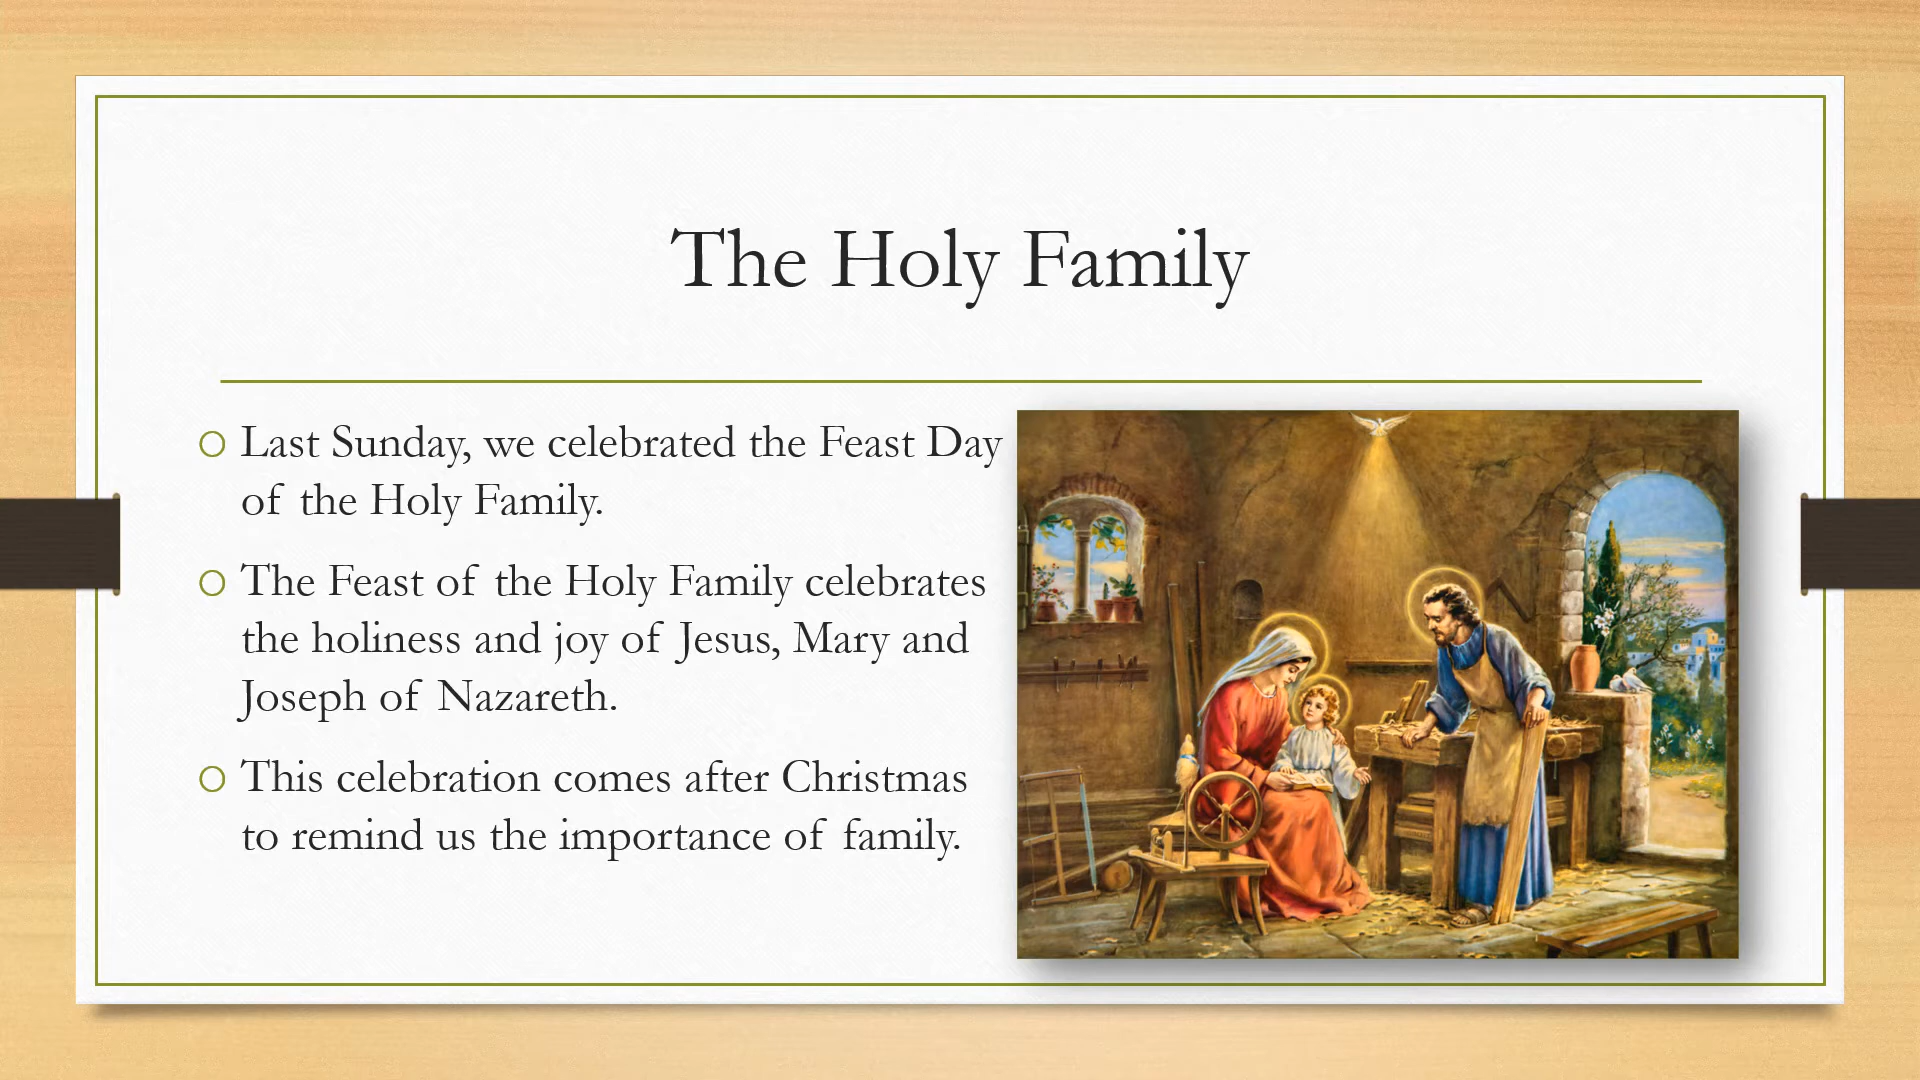 The Holy Family
Last Sunday, we celebrated the Feast Day
of the Holy Family.
The Feast of the Holy Family celebrates
the holiness and joy of Jesus, Mary and
Joseph of Nazareth.
This celebration comes after Christmas
to remind us the importance of family.